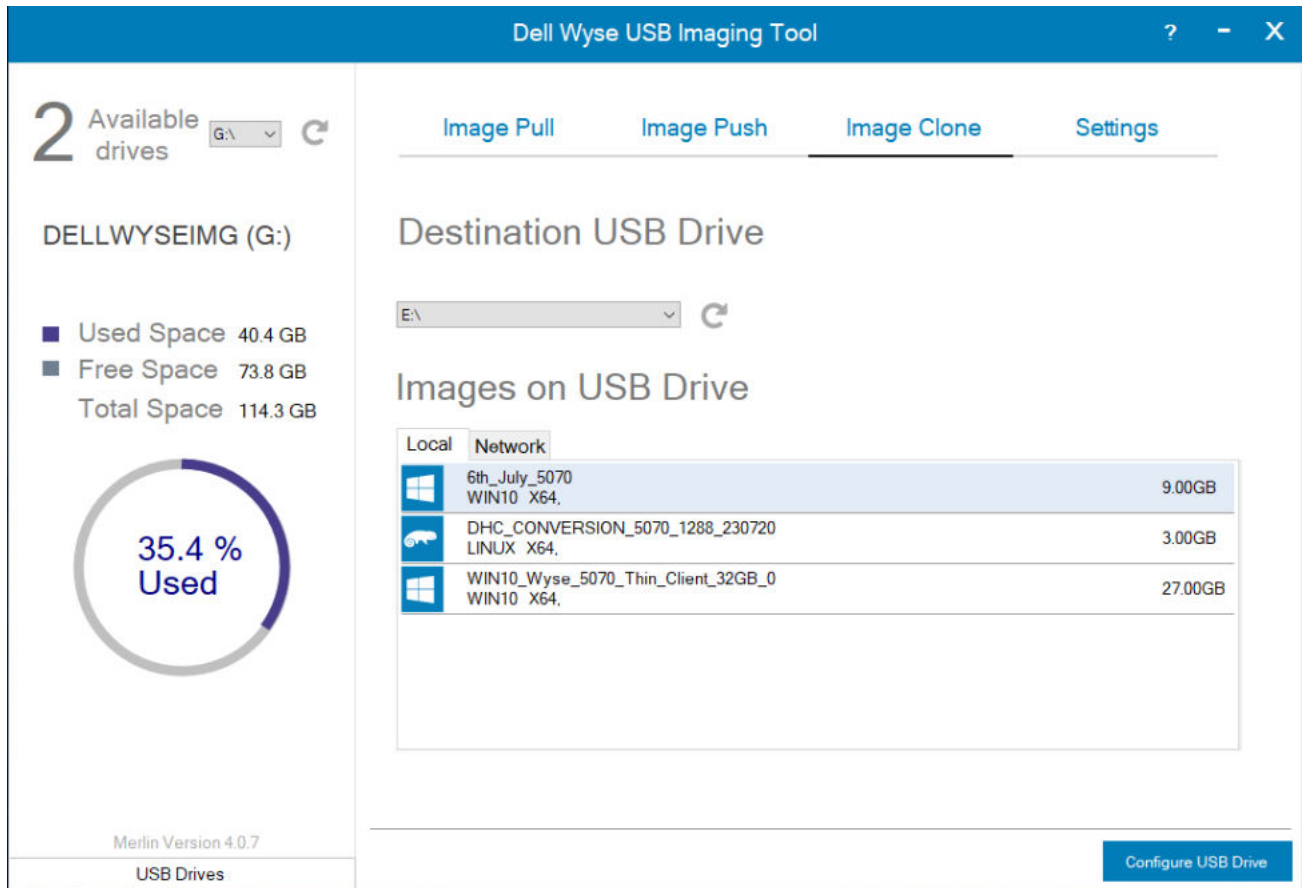 Dell Wyse USB Imaging Tool
? - X
2 Available drives
G:\
DELLWYSEIMG (G:)
Used Space 40.4 GB
Free Space 73.8 GB
Total Space 114.3 GB
35.4 %
Used
Merlin Version 4.0.7
USB Drives
Image Pull Image Push Image Clone Settings
Destination USB Drive
E:\
Images on USB Drive
Local Network
6th_July_5070
WIN10 X64,
9.00GB
DHC_CONVERSION_5070_1288_230720
LINUX X64,
3.00GB
WIN10_Wyse_5070_Thin_Client_32GB_0
WIN10 X64,
27.00GB
Configure USB Drive